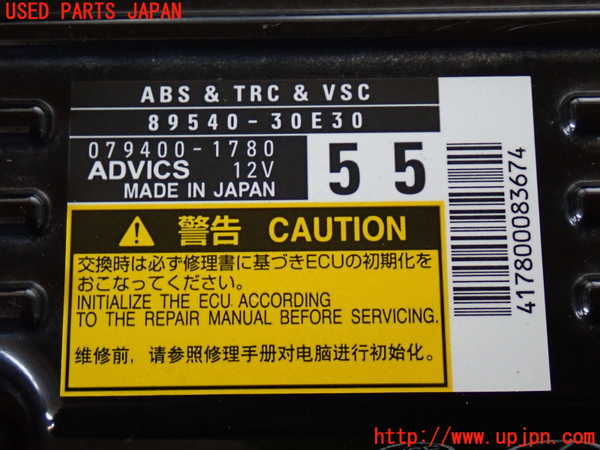 USED PARTS JAPAN
ABS & TRC & VSC
89540-30E30
079400-1780
ADVICS 12V
MADE IN JAPAN
55
417800083674
警告 CAUTION
交換時は必ず修理書に基づきECUの初期化を
おこなってください。
INITIALIZE THE ECU ACCORDING
TO THE REPAIR MANUAL BEFORE SERVICING.
维修前,请参照修理手册对电脑进行初始化。
http://www.upjpn.com/